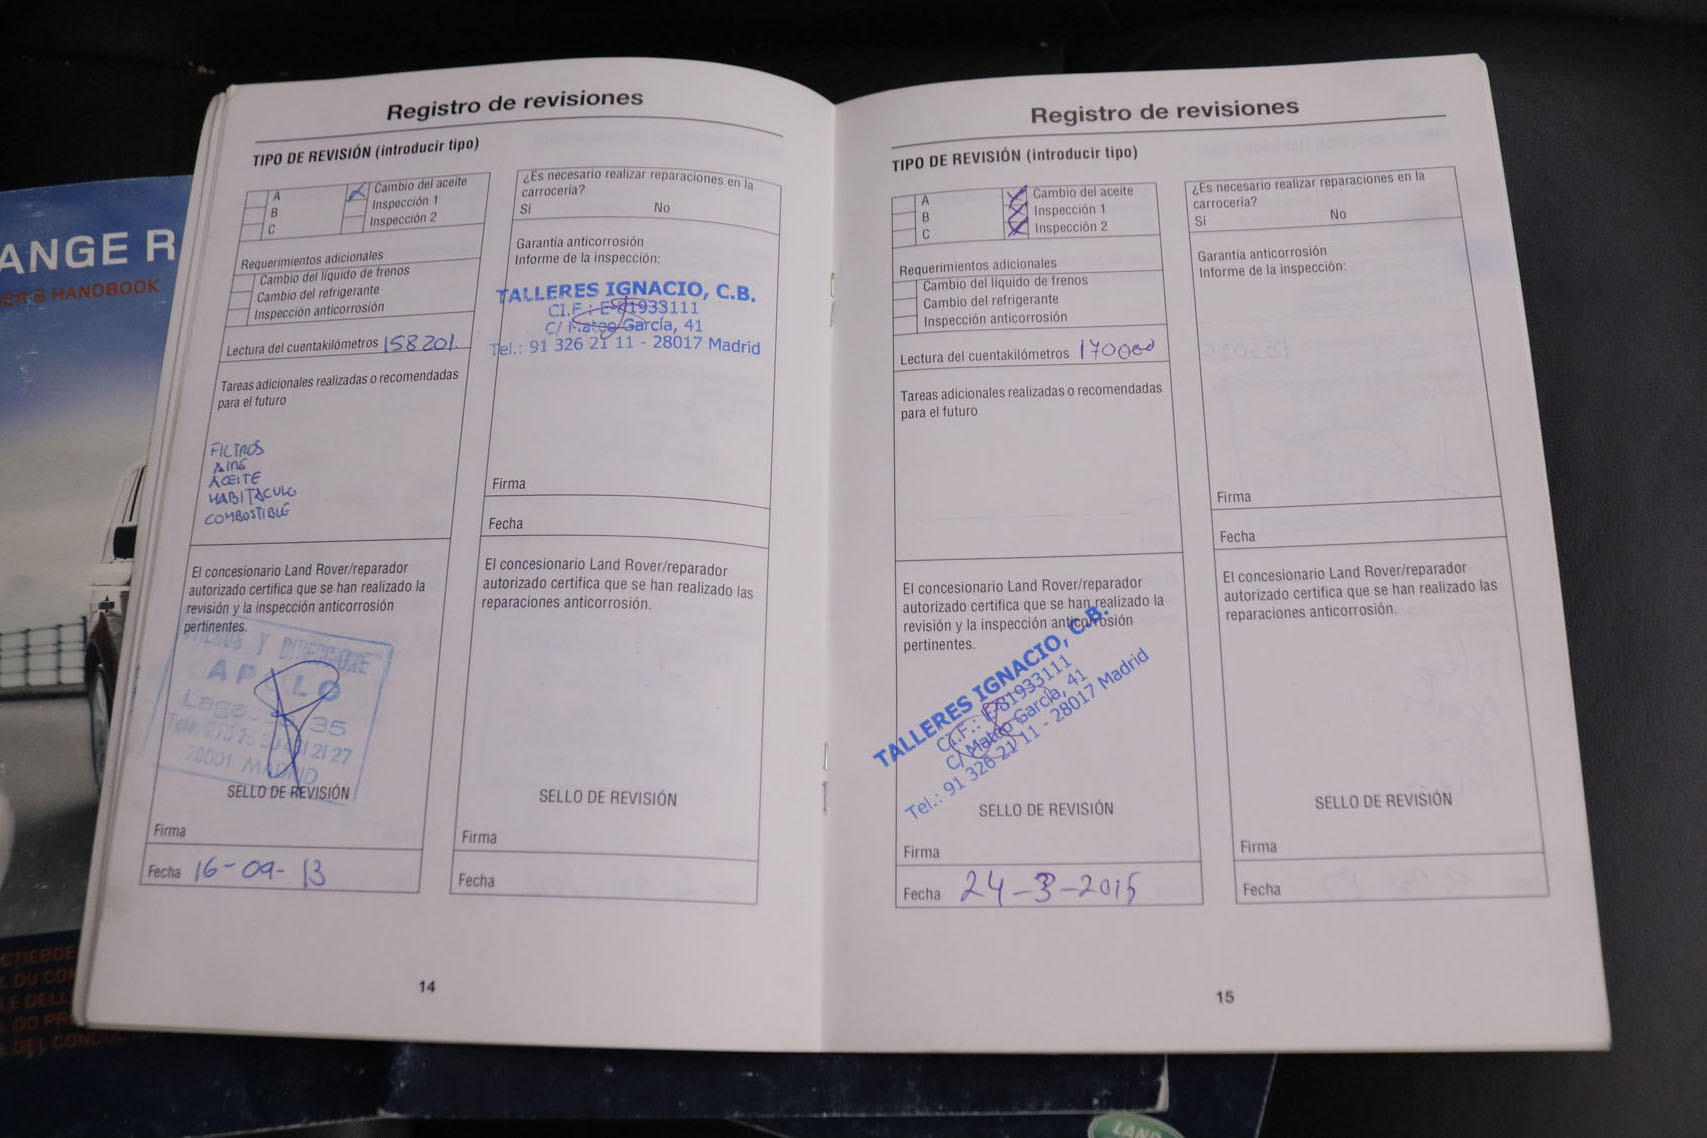 Registro de revisiones
TIPO DE REVISIÓN (introducir tipo)
A
B
C
Cambio del aceite
Inspección 1
Inspección 2
Requerimientos adicionales
Cambio del líquido de frenos
Cambio del refrigerante
Inspección anticorrosión
Lectura del cuentakilómetros 158201.
Tareas adicionales realizadas o recomendadas
para el futuro
FILTROS
AIRE
ACEITE
HABITACULO
COMBUSTIBLE
El concesionario Land Rover/reparador
autorizado certifica que se han realizado la
revisión y la inspección anticorrosión
pertinentes.
Y
AP LO
35
21 27
MADRID
SELLO DE REVISIÓN
Firma
Fecha 16-09-13
¿Es necesario realizar reparaciones en la
carrocería?
Sí No
Garantía anticorrosión
Informe de la inspección:
TALLERES IGNACIO, C.B.
C.I.F.: E-81933111
C/ Mateo García, 41
Tel.: 91 326 21 11 - 28017 Madrid
Firma
Fecha
El concesionario Land Rover/reparador
autorizado certifica que se han realizado las
reparaciones anticorrosión.
SELLO DE REVISIÓN
Firma
Fecha
14
Registro de revisiones
TIPO DE REVISIÓN (introducir tipo)
A
B
C
Cambio del aceite
Inspección 1
Inspección 2
Requerimientos adicionales
Cambio del líquido de frenos
Cambio del refrigerante
Inspección anticorrosión
Lectura del cuentakilómetros 170000
Tareas adicionales realizadas o recomendadas
para el futuro
El concesionario Land Rover/reparador
autorizado certifica que se han realizado la
revisión y la inspección anticorrosión
pertinentes.
TALLERES IGNACIO, C.B.
C.I.F.: E-81933111
C/ Mateo García, 41
Tel.: 91 326 21 11 - 28017 Madrid
SELLO DE REVISIÓN
Firma
Fecha 24-3-2015
¿Es necesario realizar reparaciones en la
carrocería?
Sí No
Garantía anticorrosión
Informe de la inspección:
Firma
Fecha
El concesionario Land Rover/reparador
autorizado certifica que se han realizado las
reparaciones anticorrosión.
SELLO DE REVISIÓN
Firma
Fecha
15
ANGE R
HANDBOOK
LAND